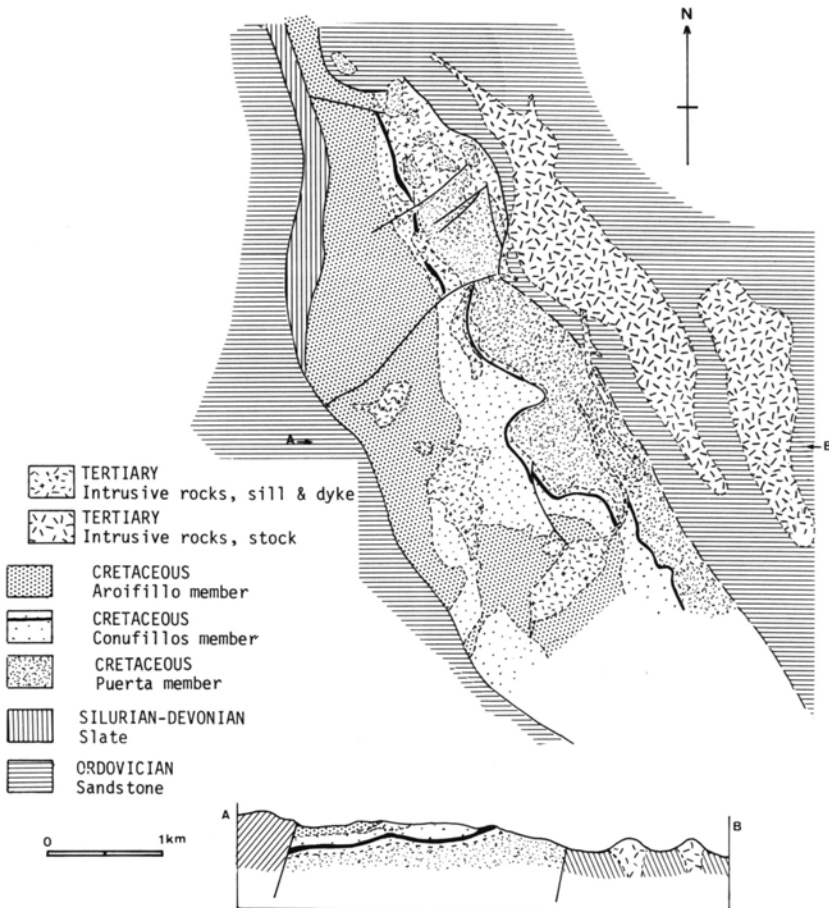 N
A
B
TERTIARY
Intrusive rocks, sill & dyke
TERTIARY
Intrusive rocks, stock
CRETACEOUS
Aroifillo member
CRETACEOUS
Conufillos member
CRETACEOUS
Puerta member
SILURIAN-DEVONIAN
Slate
ORDOVICIAN
Sandstone
0 1km
A B